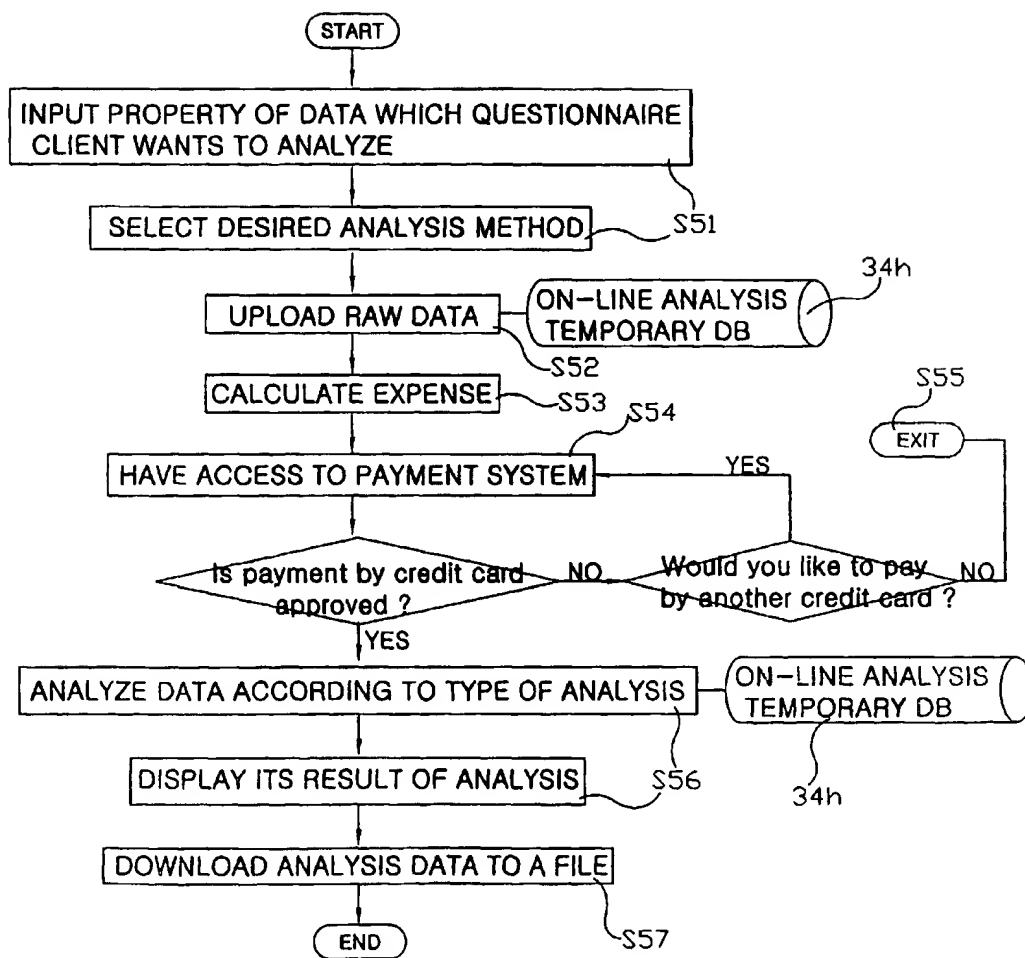 START
INPUT PROPERTY OF DATA WHICH QUESTIONNAIRE
CLIENT WANTS TO ANALYZE
SELECT DESIRED ANALYSIS METHOD
S51
UPLOAD RAW DATA
ON-LINE ANALYSIS
TEMPORARY DB
34h
S52
CALCULATE EXPENSE
S53
S54
S55
EXIT
HAVE ACCESS TO PAYMENT SYSTEM
YES
Is payment by credit card
approved ?
NO
Would you like to pay
by another credit card ?
NO
YES
ANALYZE DATA ACCORDING TO TYPE OF ANALYSIS
ON-LINE ANALYSIS
TEMPORARY DB
34h
DISPLAY ITS RESULT OF ANALYSIS
S56
DOWNLOAD ANALYSIS DATA TO A FILE
S57
END